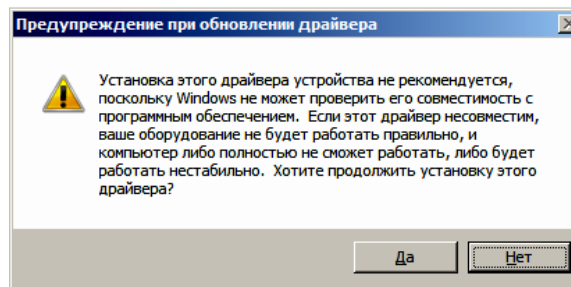 Предупреждение при обновлении драйвера
Установка этого драйвера устройства не рекомендуется,
поскольку Windows не может проверить его совместимость с
программным обеспечением. Если этот драйвер несовместим,
ваше оборудование не будет работать правильно, и
компьютер либо полностью не сможет работать, либо будет
работать нестабильно. Хотите продолжить установку этого
драйвера?
Да
Нет